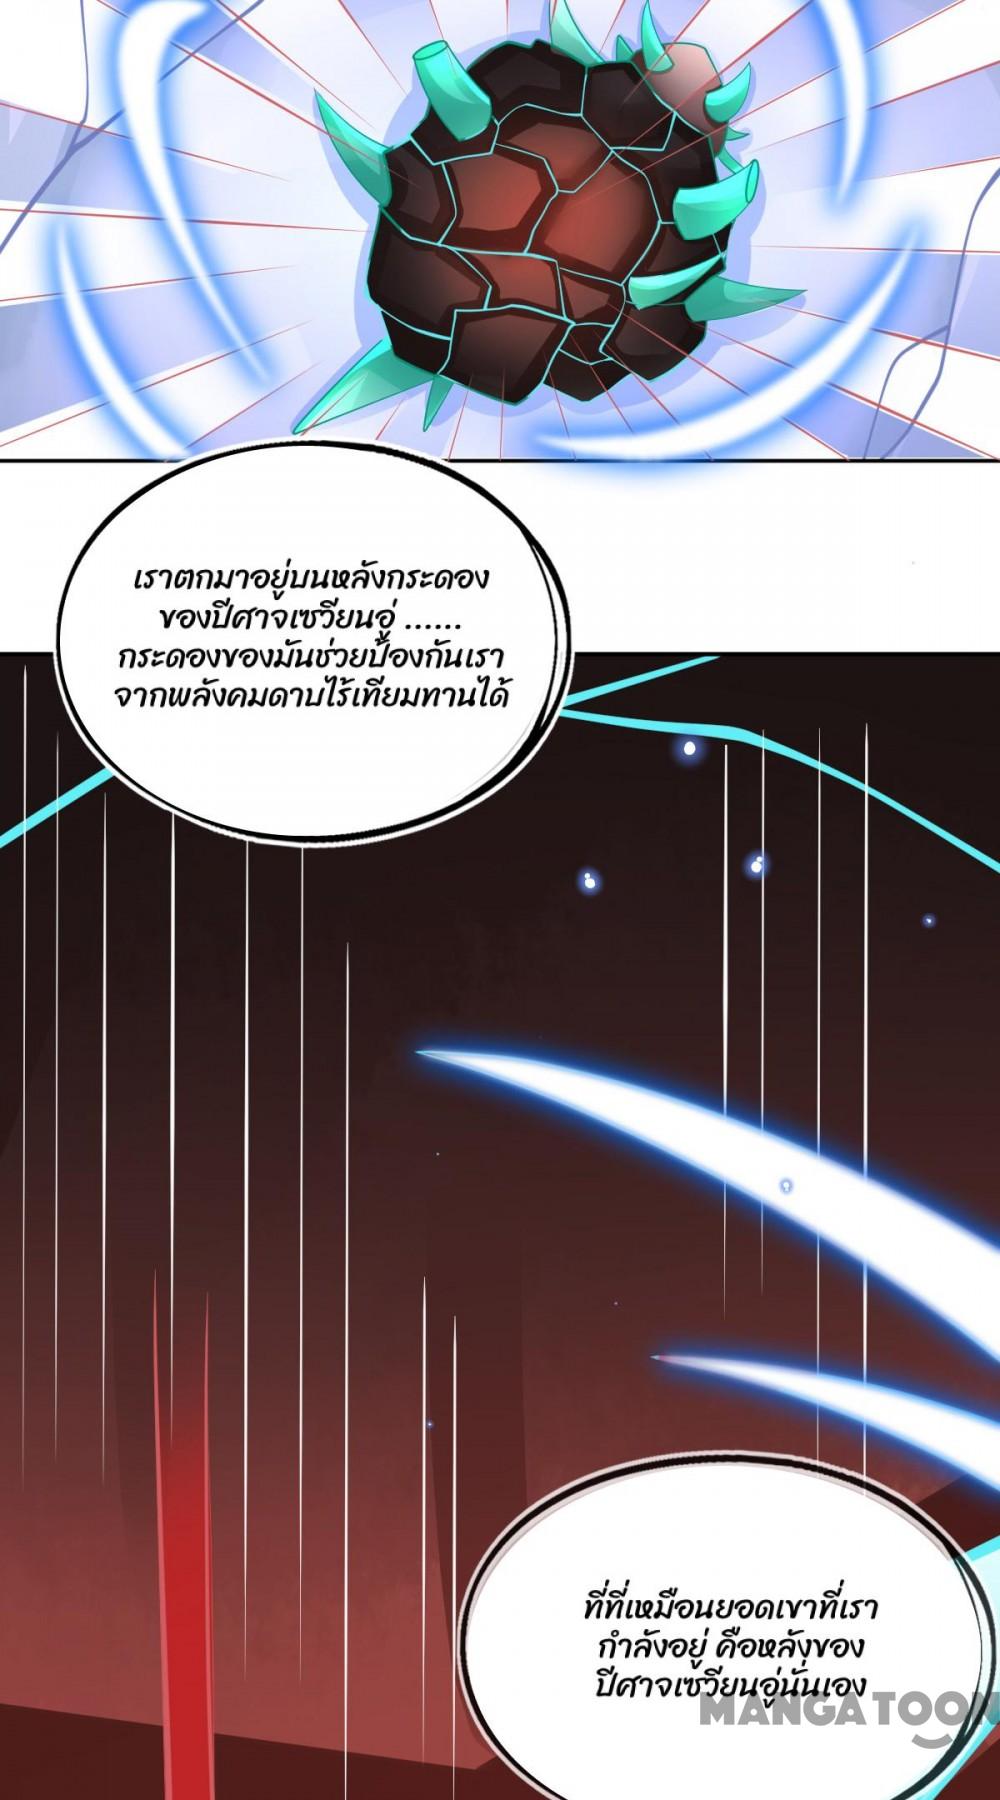 เราตกมาอยู่บนหลังกระดอง
ของปีศาจเซวียนอู่ ......
กระดองของมันช่วยป้องกันเรา
จากพลังคมดาบไร้เทียมทานได้
ที่ที่เหมือนยอดเขาที่เรา
กำลังอยู่ คือหลังของ
ปีศาจเซวียนอู่นั่นเอง
MANGATOON